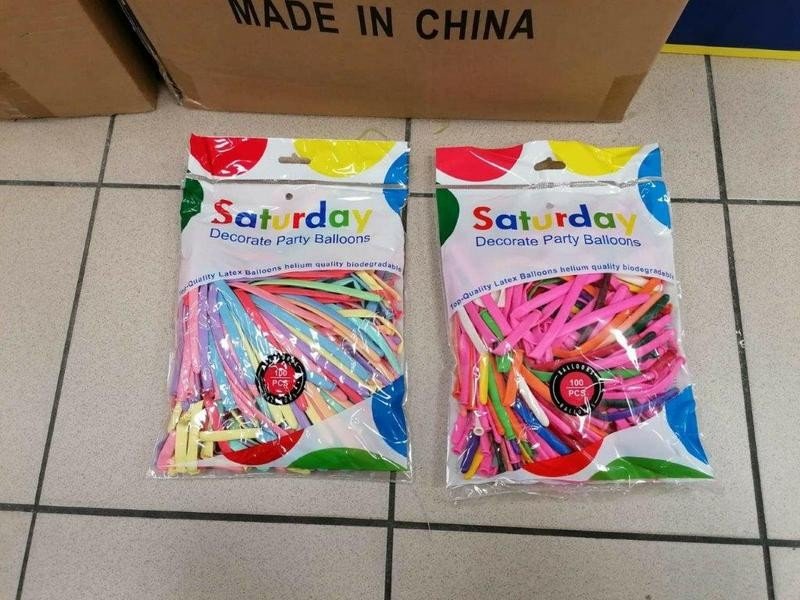 MADE IN CHINA
Saturday
Decorate Party Balloons
Top-Quality Latex Balloons helium quality biodegradable
100
PCS
Saturday
Decorate Party Balloons
Top-Quality Latex Balloons helium quality biodegradable
BALLOONS
100
PCS
BALLOONS